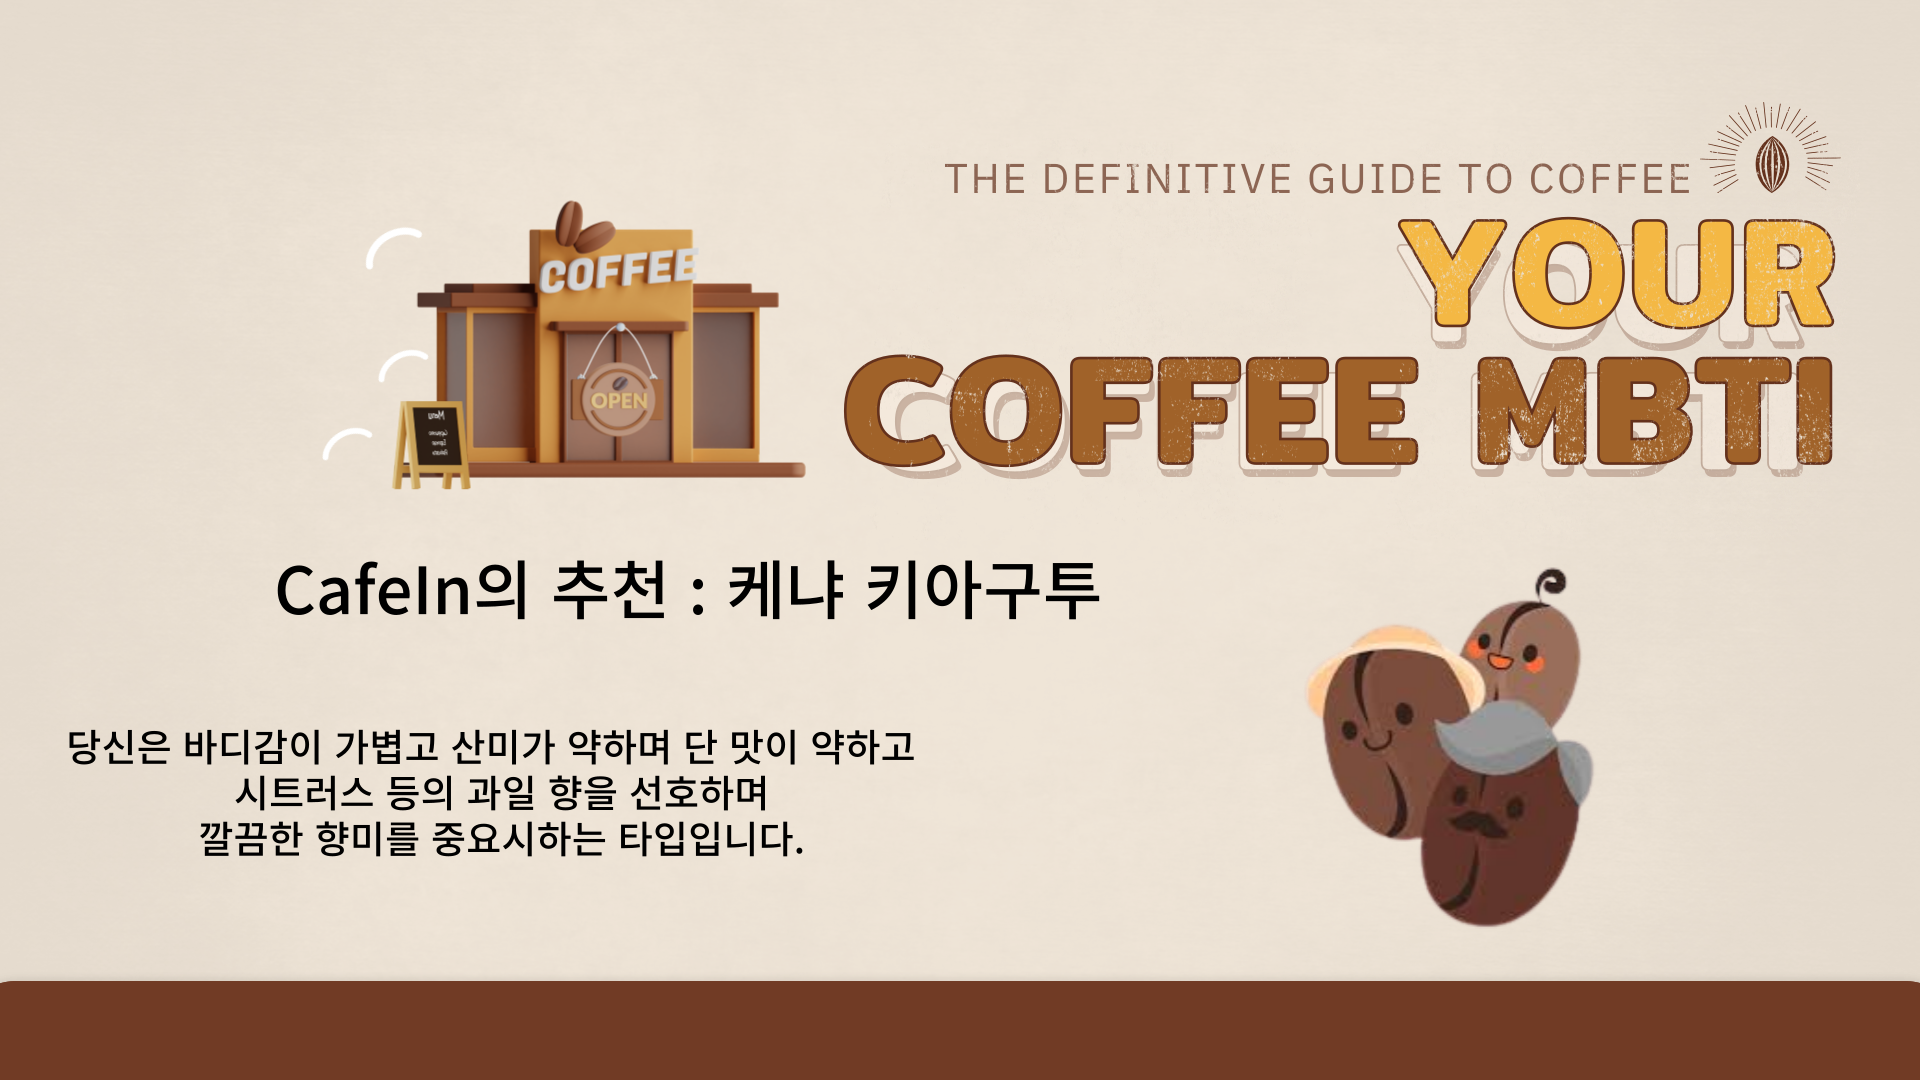 THE DEFINITIVE GUIDE TO COFFEE
YOUR
COFFEE MBTI
COFFEE
OPEN
Menu
CafeIn의 추천 : 케냐 키아구투
당신은 바디감이 가볍고 산미가 약하며 단 맛이 약하고
시트러스 등의 과일 향을 선호하며
깔끔한 향미를 중요시하는 타입입니다.